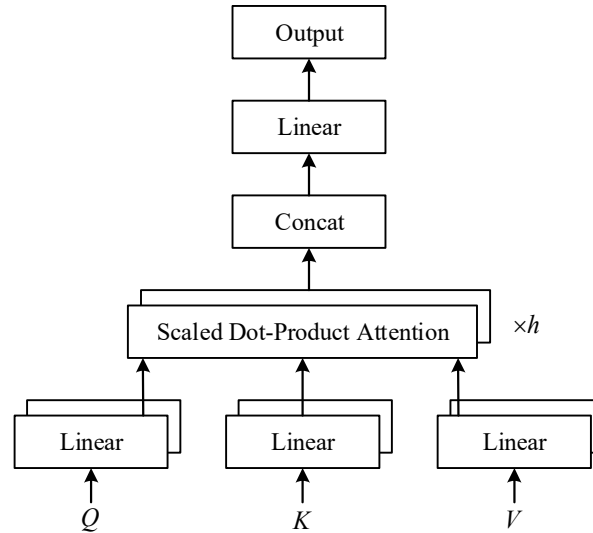 Output
Linear
Concat
Scaled Dot-Product Attention
×h
Linear Linear Linear
Q K V